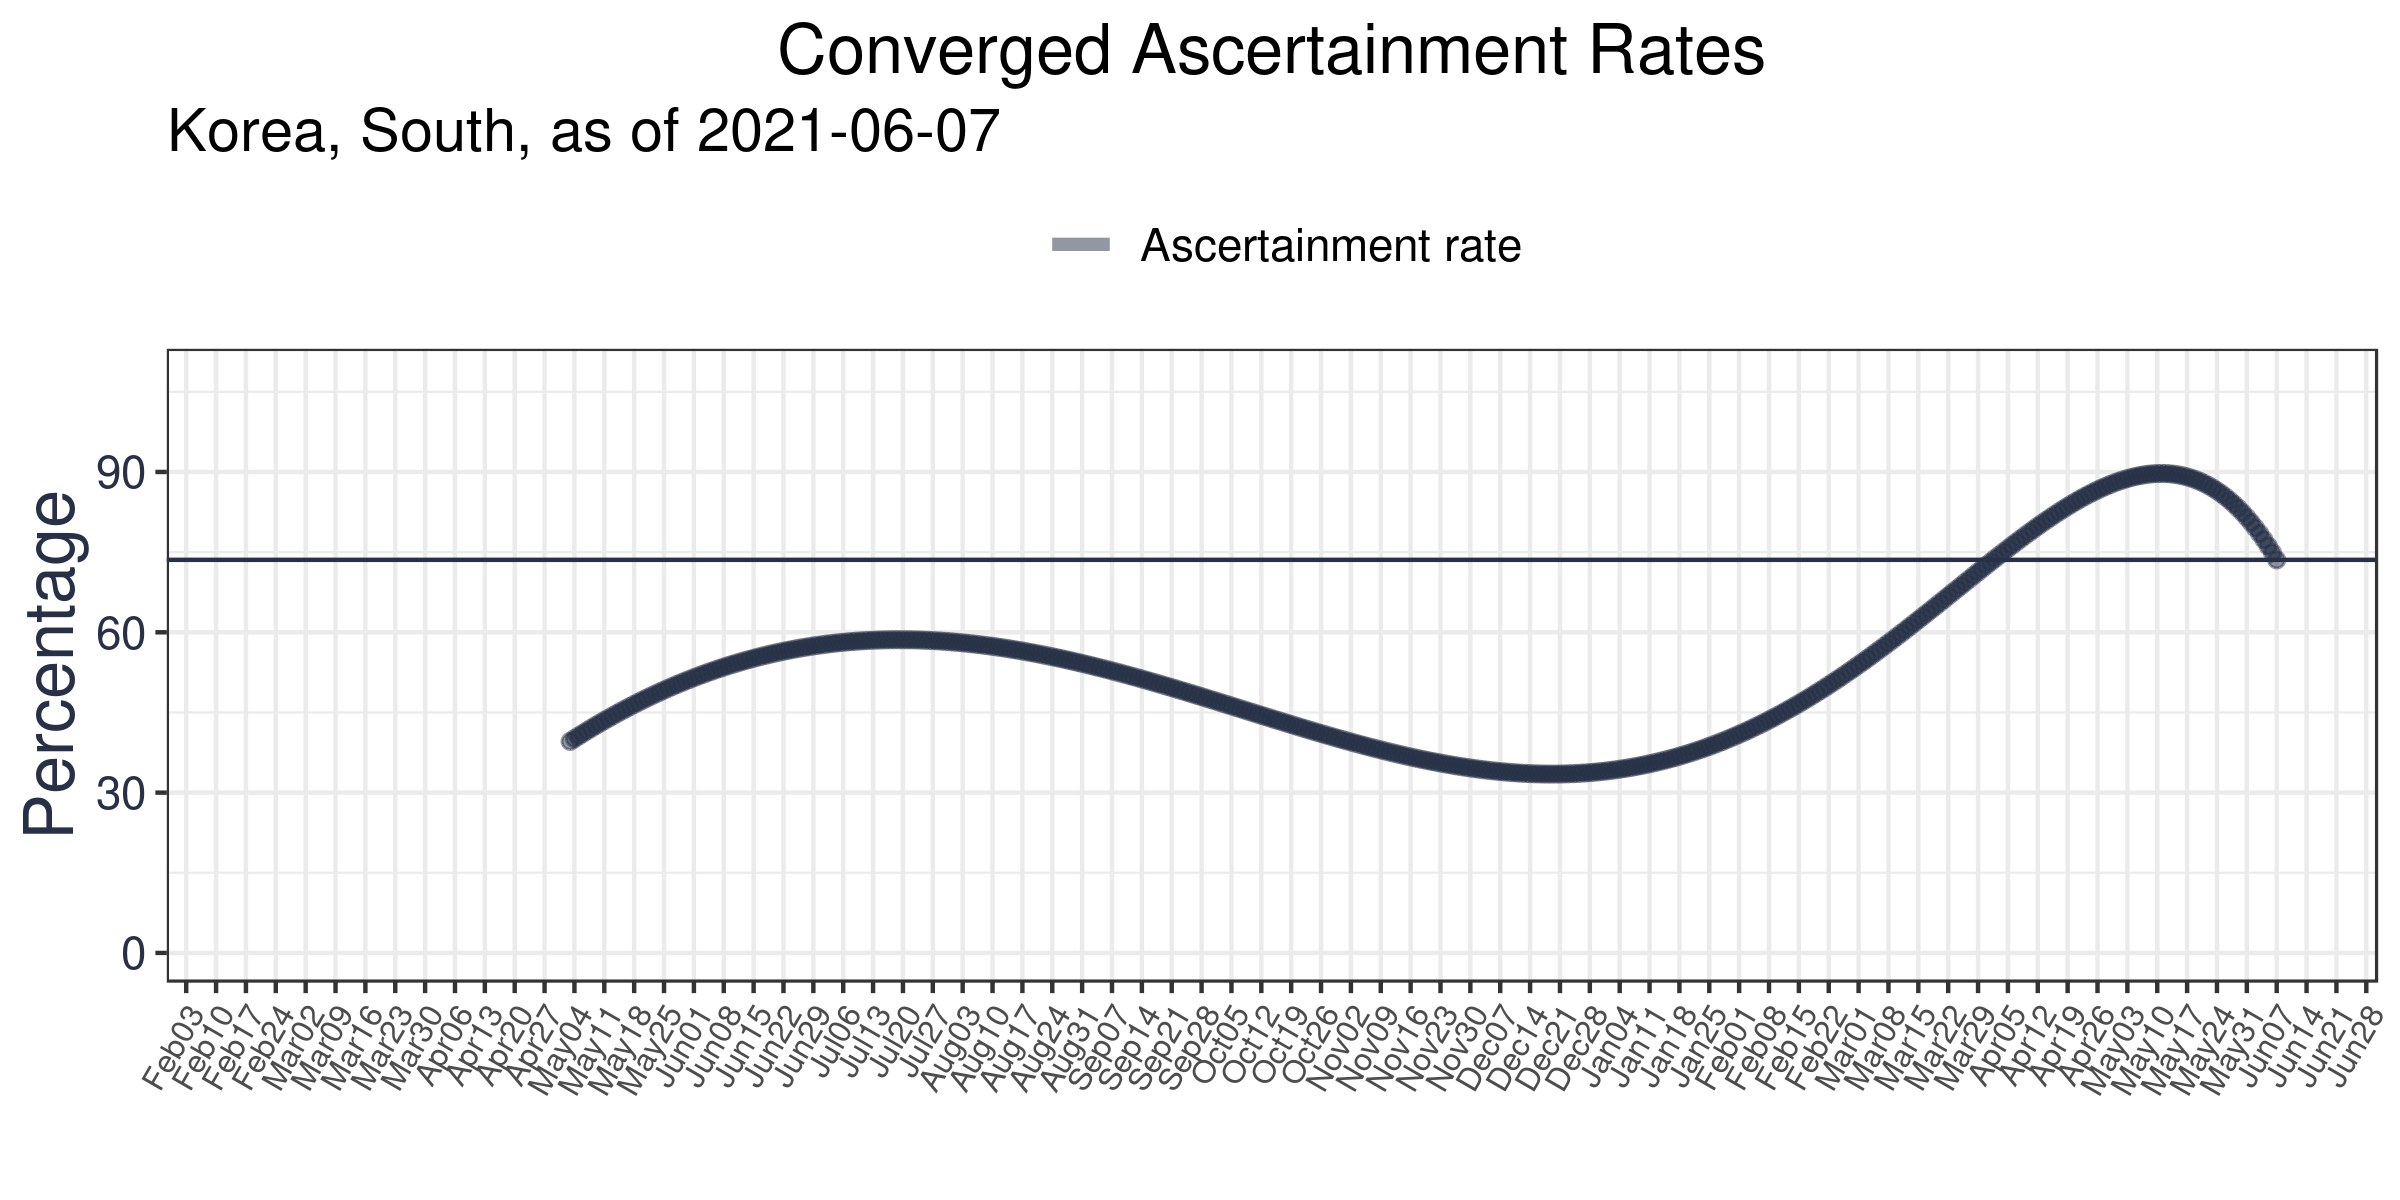 Converged Ascertainment Rates
Korea, South, as of 2021-06-07
Ascertainment rate
Percentage
90
60
30
0
Feb03
Feb10
Feb17
Feb24
Mar02
Mar09
Mar16
Mar23
Mar30
Apr06
Apr13
Apr20
Apr27
May04
May11
May18
May25
Jun01
Jun08
Jun15
Jun22
Jun29
Jul06
Jul13
Jul20
Jul27
Aug03
Aug10
Aug17
Aug24
Aug31
Sep07
Sep14
Sep21
Sep28
Oct05
Oct12
Oct19
Oct26
Nov02
Nov09
Nov16
Nov23
Nov30
Dec07
Dec14
Dec21
Dec28
Jan04
Jan11
Jan18
Jan25
Feb01
Feb08
Feb15
Feb22
Mar01
Mar08
Mar15
Mar22
Mar29
Apr05
Apr12
Apr19
Apr26
May03
May10
May17
May24
May31
Jun07
Jun14
Jun21
Jun28